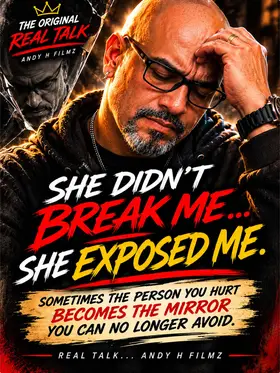 THE ORIGINAL
REAL TALK
ANDY H FILMZ
SHE DIDN'T
BREAK ME...
SHE EXPOSED ME.
SOMETIMES THE PERSON YOU HURT
BECOMES THE MIRROR
YOU CAN NO LONGER AVOID.
REAL TALK... ANDY H FILMZ